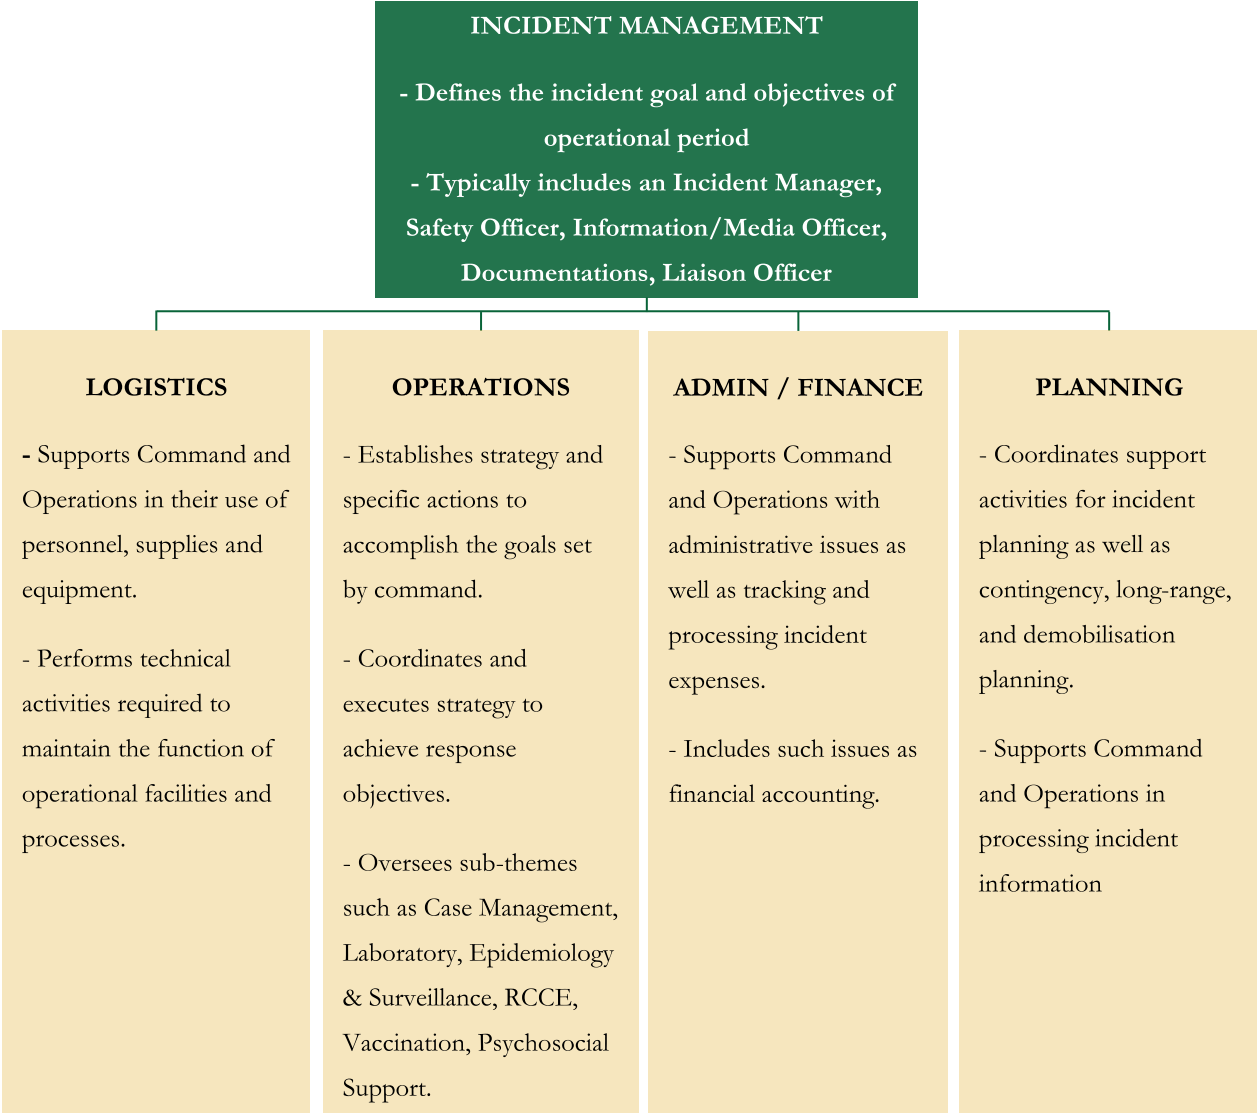 INCIDENT MANAGEMENT
- Defines the incident goal and objectives of
operational period
- Typically includes an Incident Manager,
Safety Officer, Information/Media Officer,
Documentations, Liaison Officer
LOGISTICS
- Supports Command and
Operations in their use of
personnel, supplies and
equipment.
- Performs technical
activities required to
maintain the function of
operational facilities and
processes.
OPERATIONS
- Establishes strategy and
specific actions to
accomplish the goals set
by command.
- Coordinates and
executes strategy to
achieve response
objectives.
- Oversees sub-themes
such as Case Management,
Laboratory, Epidemiology
& Surveillance, RCCE,
Vaccination, Psychosocial
Support.
ADMIN / FINANCE
- Supports Command
and Operations with
administrative issues as
well as tracking and
processing incident
expenses.
- Includes such issues as
financial accounting.
PLANNING
- Coordinates support
activities for incident
planning as well as
contingency, long-range,
and demobilisation
planning.
- Supports Command
and Operations in
processing incident
information